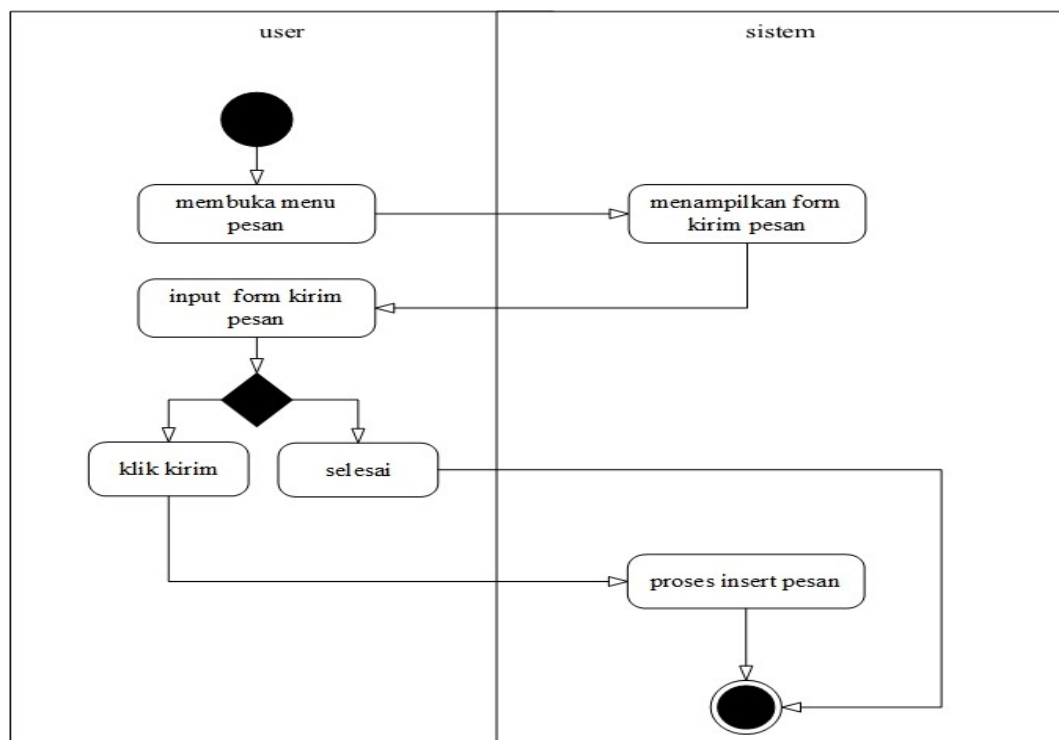 user
sistem
membuka menu
pesan
menampilkan form
kirim pesan
input form kirim
pesan
klik kirim
selesai
proses insert pesan